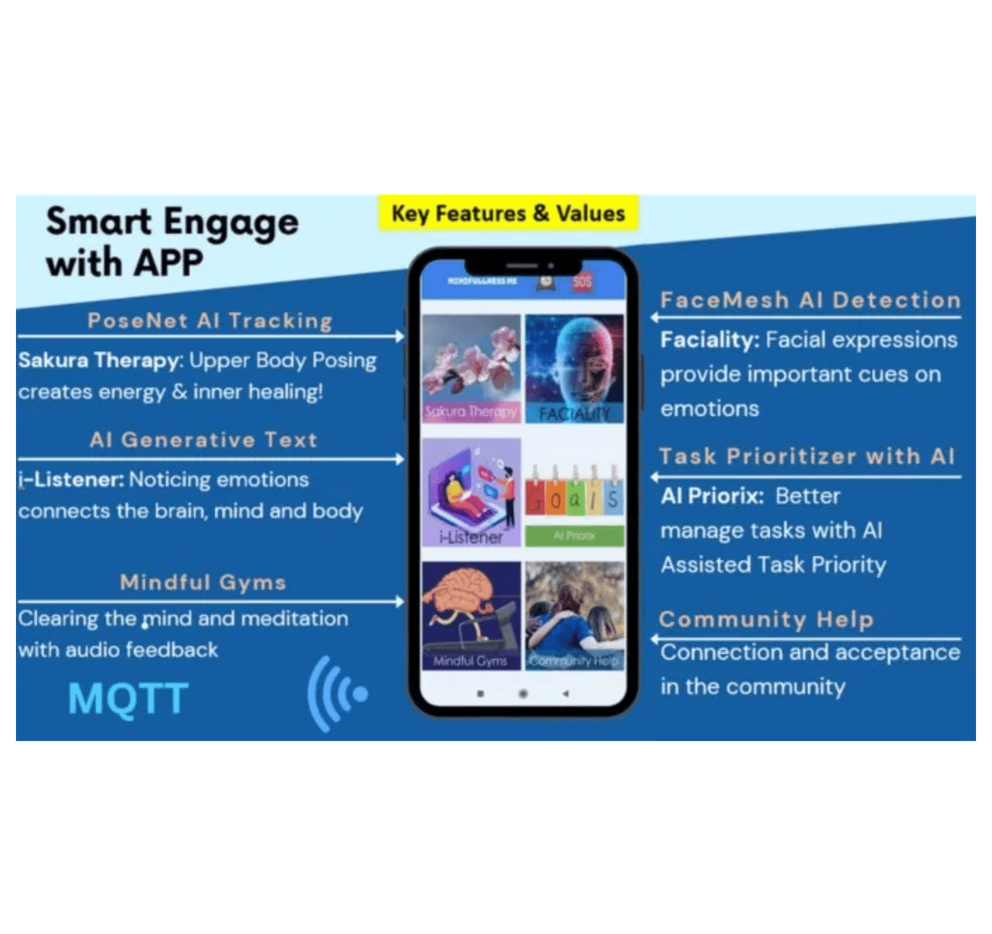 Smart Engage
with APP
Key Features & Values
PoseNet AI Tracking
Sakura Therapy: Upper Body Posing
creates energy & inner healing!
AI Generative Text
i-Listener: Noticing emotions
connects the brain, mind and body
Mindful Gyms
Clearing the mind and meditation
with audio feedback
MQTT
MINDFULLNESS ME
SOS
Sakura Therapy
FACIALITY
i-Listener
Goals
AI Priorix
Mindful Gyms
Community Help
FaceMesh AI Detection
Faciality: Facial expressions
provide important cues on
emotions
Task Prioritizer with AI
AI Priorix: Better
manage tasks with AI
Assisted Task Priority
Community Help
Connection and acceptance
in the community